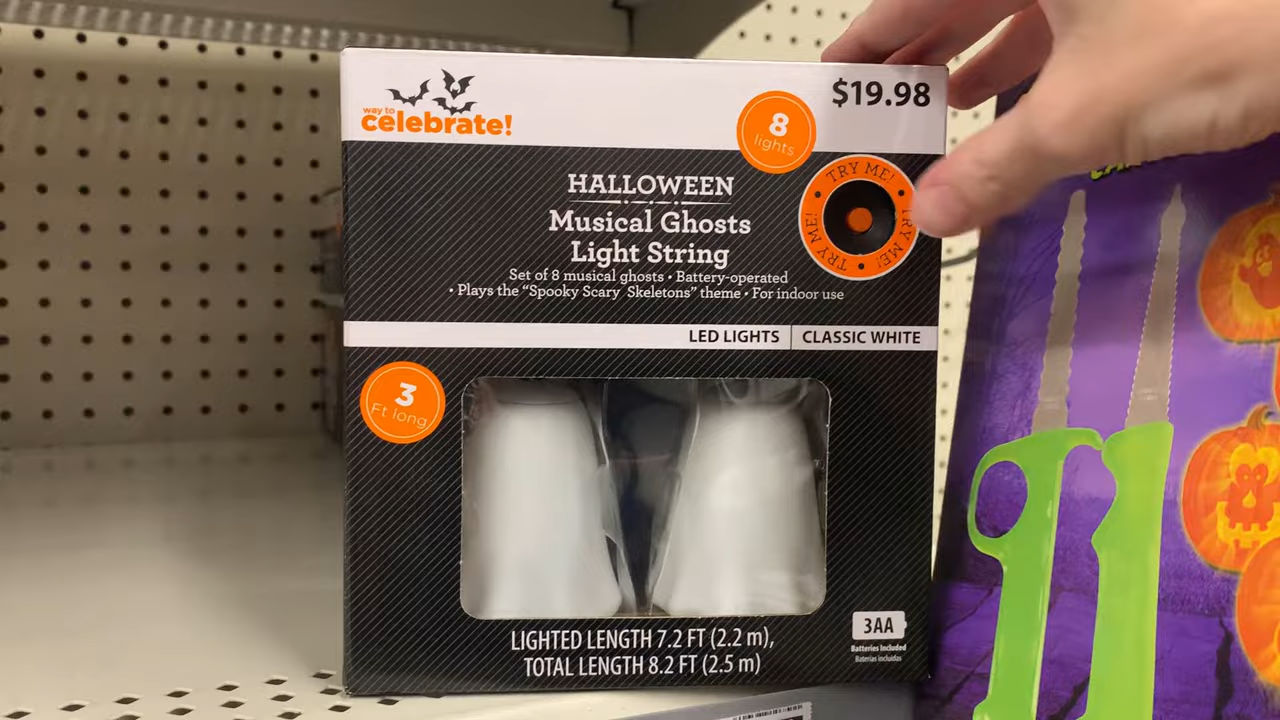 way to
celebrate!
$19.98
8
lights
TRY ME! TRY ME! TRY ME! TRY ME!
HALLOWEEN
Musical Ghosts
Light String
Set of 8 musical ghosts • Battery-operated
• Plays the "Spooky Scary Skeletons" theme • For indoor use
LED LIGHTS | CLASSIC WHITE
3
Ft long
LIGHTED LENGTH 7.2 FT (2.2 m),
TOTAL LENGTH 8.2 FT (2.5 m)
3AA
Batteries Included
Baterías incluidas